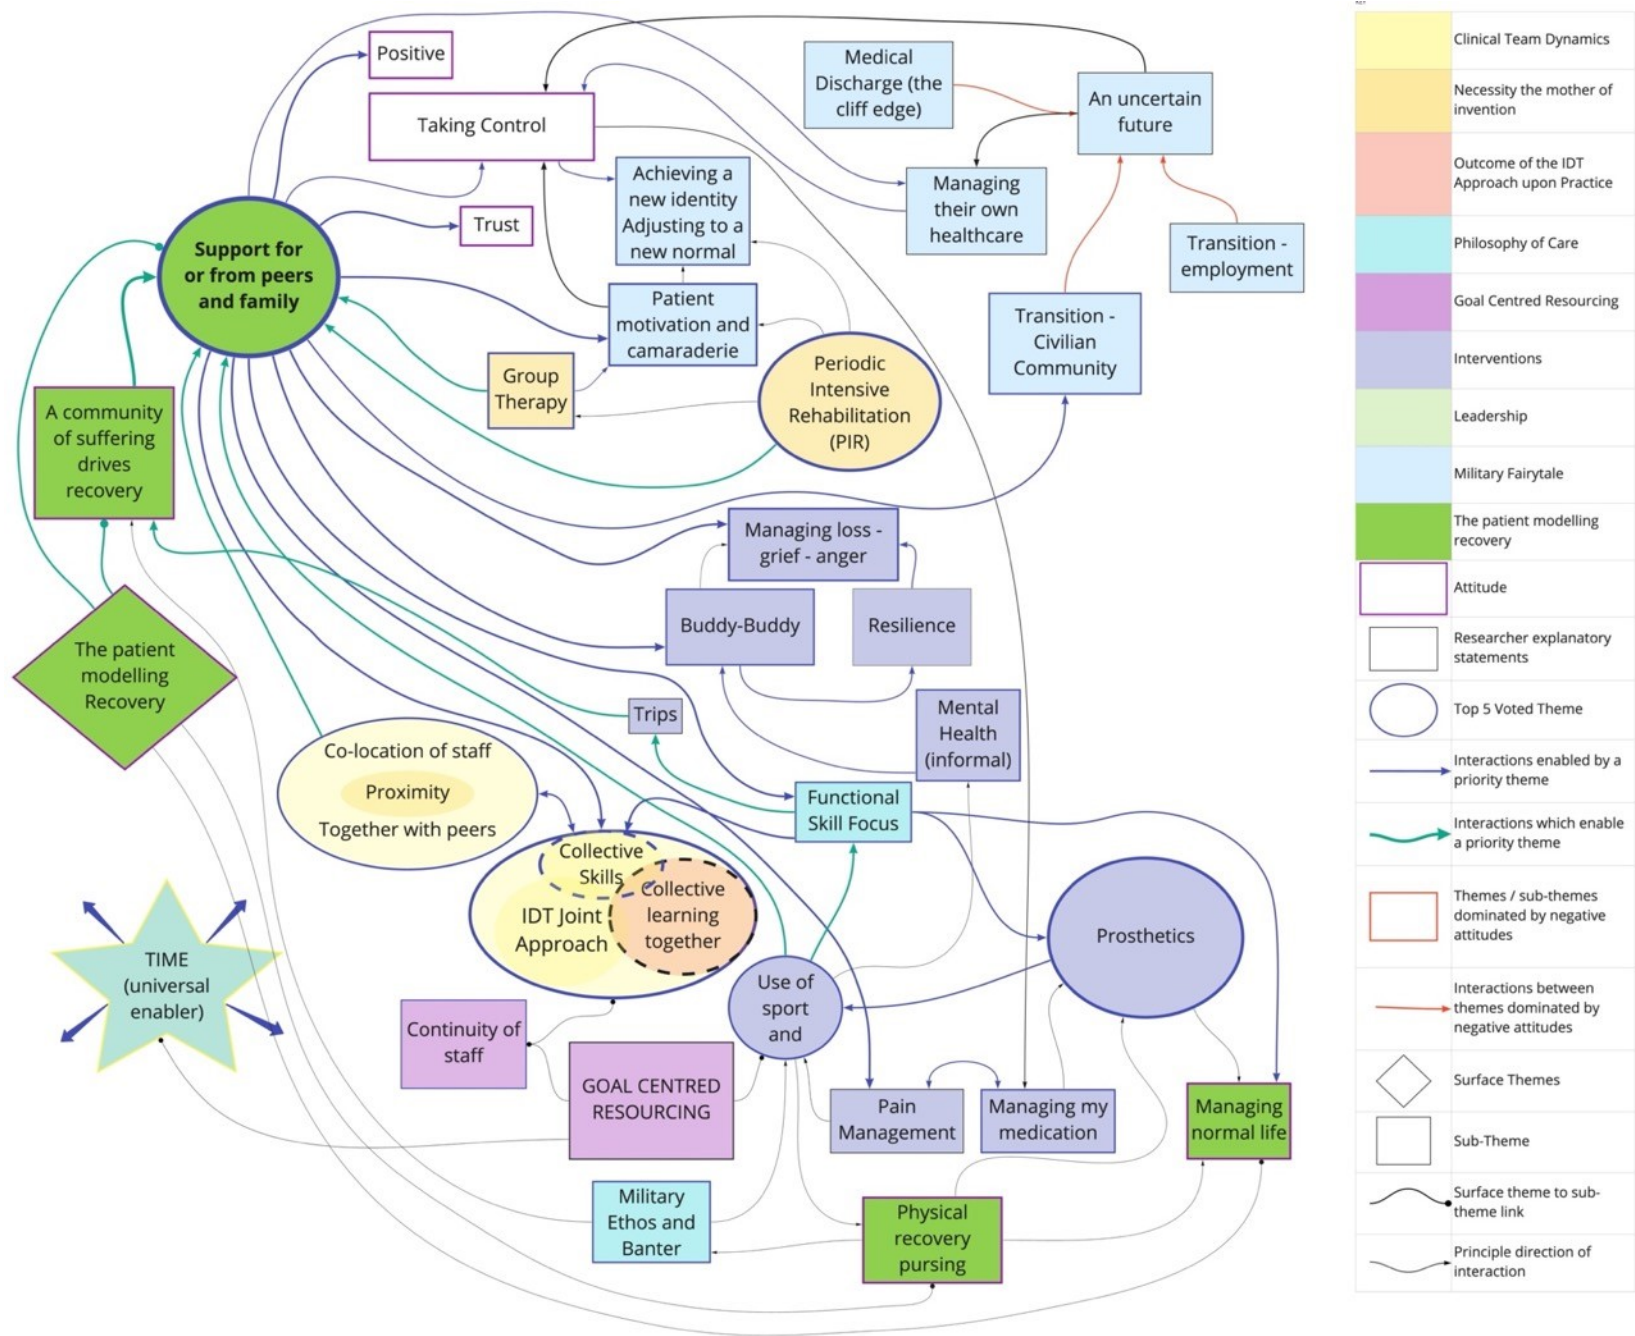 Positive
Taking Control
Trust
Support for
or from peers
and family
Medical
Discharge (the
cliff edge)
An uncertain
future
Managing
their own
healthcare
Transition -
employment
Transition -
Civilian
Community
Achieving a
new identity
Adjusting to a
new normal
Patient
motivation and
camaraderie
Group
Therapy
Periodic
Intensive
Rehabilitation
(PIR)
A community
of suffering
drives
recovery
The patient
modelling
Recovery
Managing loss -
grief - anger
Buddy-Buddy
Resilience
Trips
Mental
Health
(informal)
Functional
Skill Focus
Co-location of staff
Proximity
Together with peers
Collective
Skills
IDT Joint
Approach
Collective
learning
together
Prosthetics
TIME
(universal
enabler)
Use of
sport
and
Continuity of
staff
GOAL CENTRED
RESOURCING
Pain
Management
Managing my
medication
Managing
normal life
Military
Ethos and
Banter
Physical
recovery
pursing
Clinical Team Dynamics
Necessity the mother of
invention
Outcome of the IDT
Approach upon Practice
Philosophy of Care
Goal Centred Resourcing
Interventions
Leadership
Military Fairytale
The patient modelling
recovery
Attitude
Researcher explanatory
statements
Top 5 Voted Theme
Interactions enabled by a
priority theme
Interactions which enable
a priority theme
Themes / sub-themes
dominated by negative
attitudes
Interactions between
themes dominated by
negative attitudes
Surface Themes
Sub-Theme
Surface theme to sub-
theme link
Principle direction of
interaction